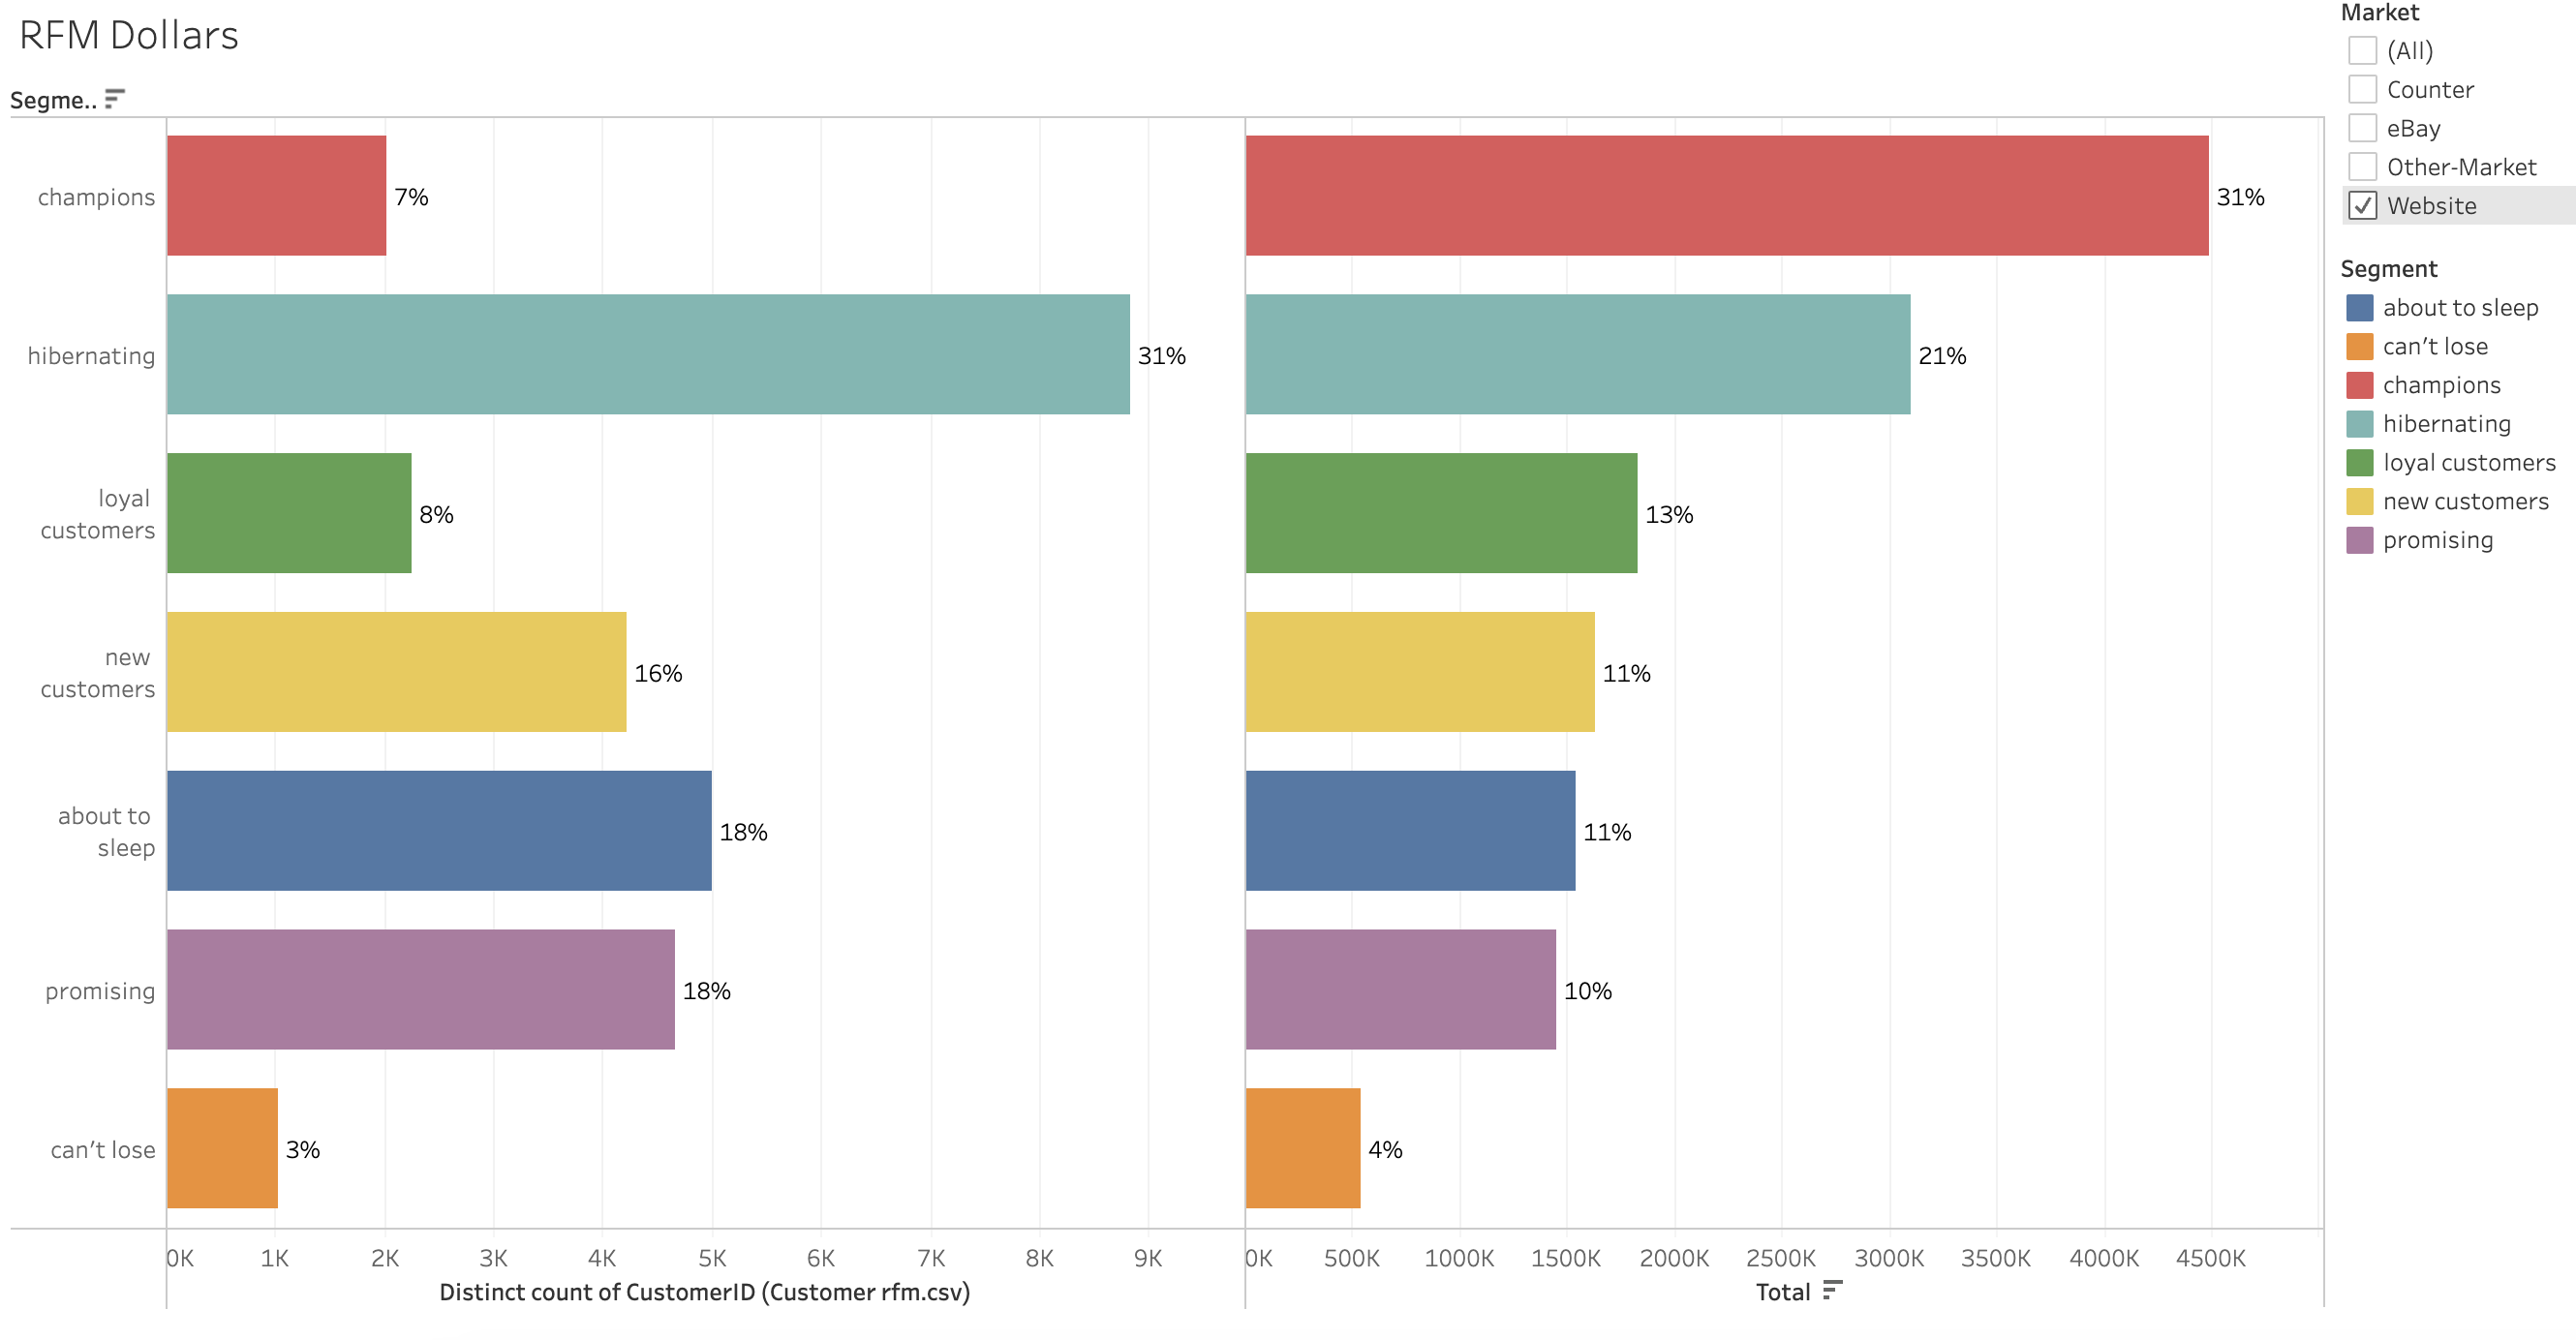 RFM Dollars
Segme..
champions
7%
31%
hibernating
31%
21%
loyal
customers
8%
13%
new
customers
16%
11%
about to
sleep
18%
11%
promising
18%
10%
can't lose
3%
4%
0K 1K 2K 3K 4K 5K 6K 7K 8K 9K
Distinct count of CustomerID (Customer rfm.csv)
0K 500K 1000K 1500K 2000K 2500K 3000K 3500K 4000K 4500K
Total
Market
(All)
Counter
eBay
Other-Market
Website
Segment
about to sleep
can't lose
champions
hibernating
loyal customers
new customers
promising